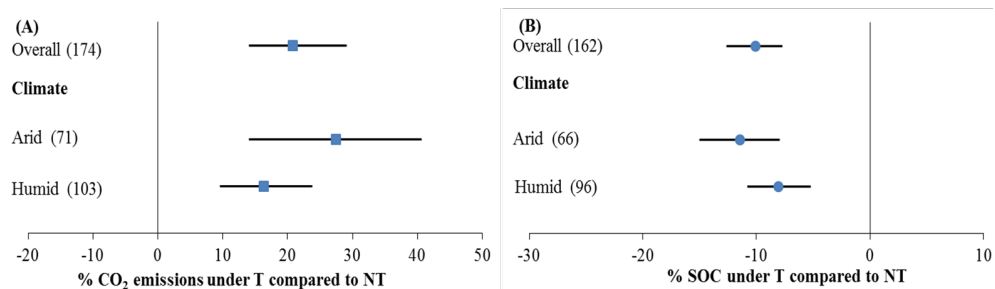 (A)
Overall (174)
Climate
Arid (71)
Humid (103)
-20 -10 0 10 20 30 40 50
% CO₂ emissions under T compared to NT
(B)
Overall (162)
Climate
Arid (66)
Humid (96)
-30 -20 -10 0 10
% SOC under T compared to NT